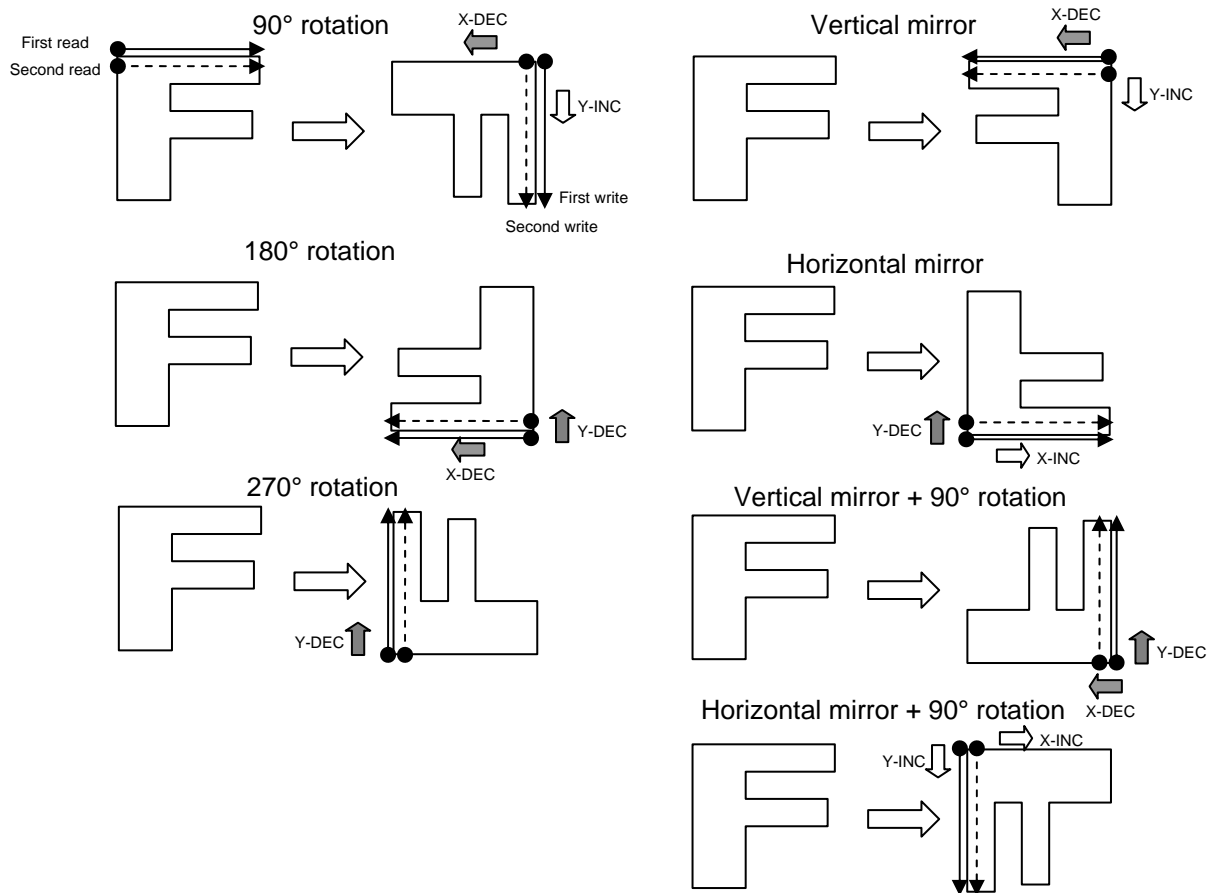 90° rotation
First read
Second read
X-DEC
Y-INC
First write
Second write
180° rotation
Y-DEC
X-DEC
270° rotation
Y-DEC
Vertical mirror
X-DEC
Y-INC
Horizontal mirror
Y-DEC
X-INC
Vertical mirror + 90° rotation
Y-DEC
X-DEC
Horizontal mirror + 90° rotation
Y-INC
X-INC